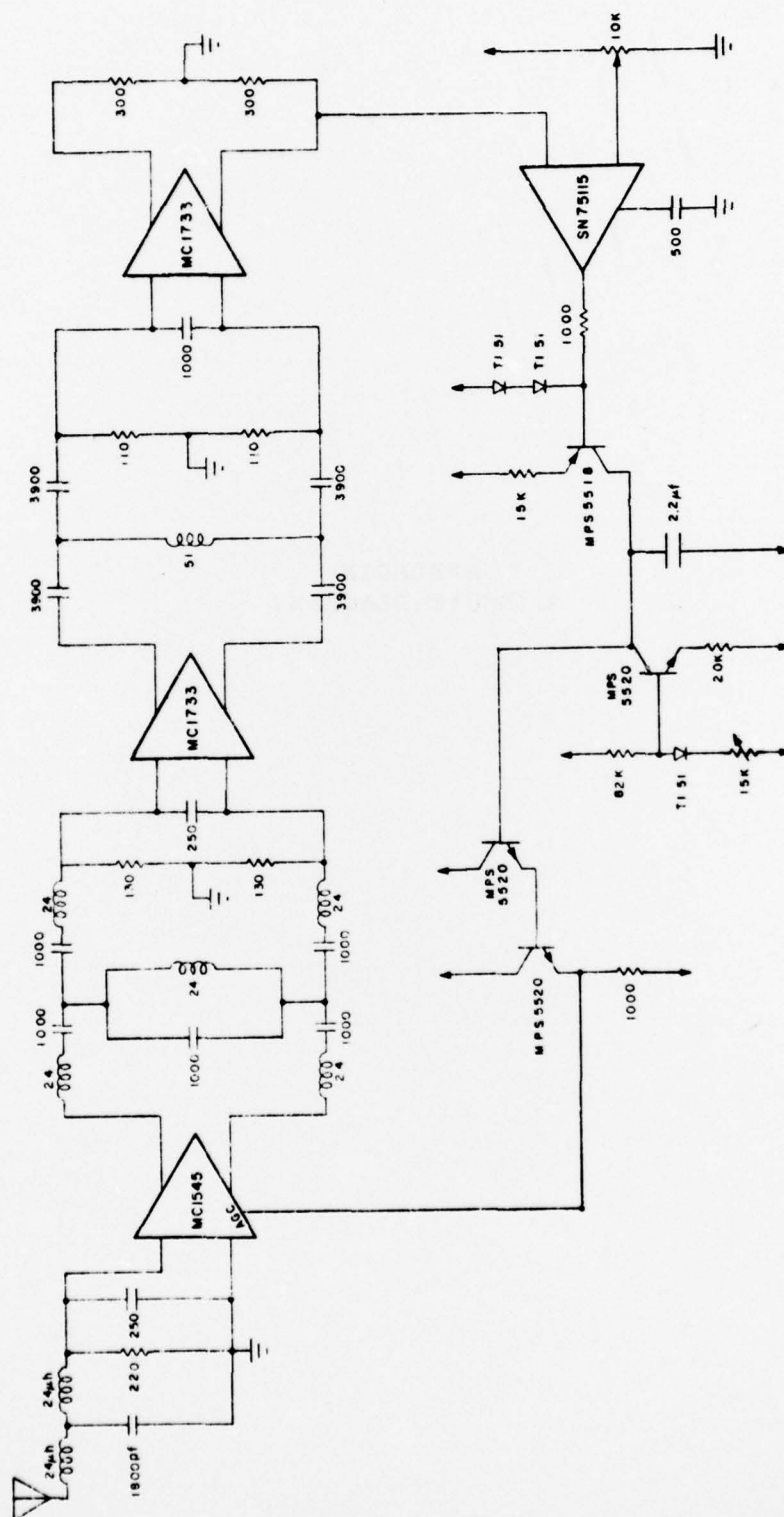 24μh
24μh
1800pf
220
250
MC1545
AGC
24
24
1000
1000
1000
24
1000
1000
24
24
130
130
250
MC1733
3900
3900
51
3900
3900
110
110
1000
MC1733
300
300
10K
SN75115
500
1000
TI 51
TI 51
15K
MPS5518
2.2μf
MPS
5520
20K
82K
TI 51
15K
MPS
5520
MPS5520
1000